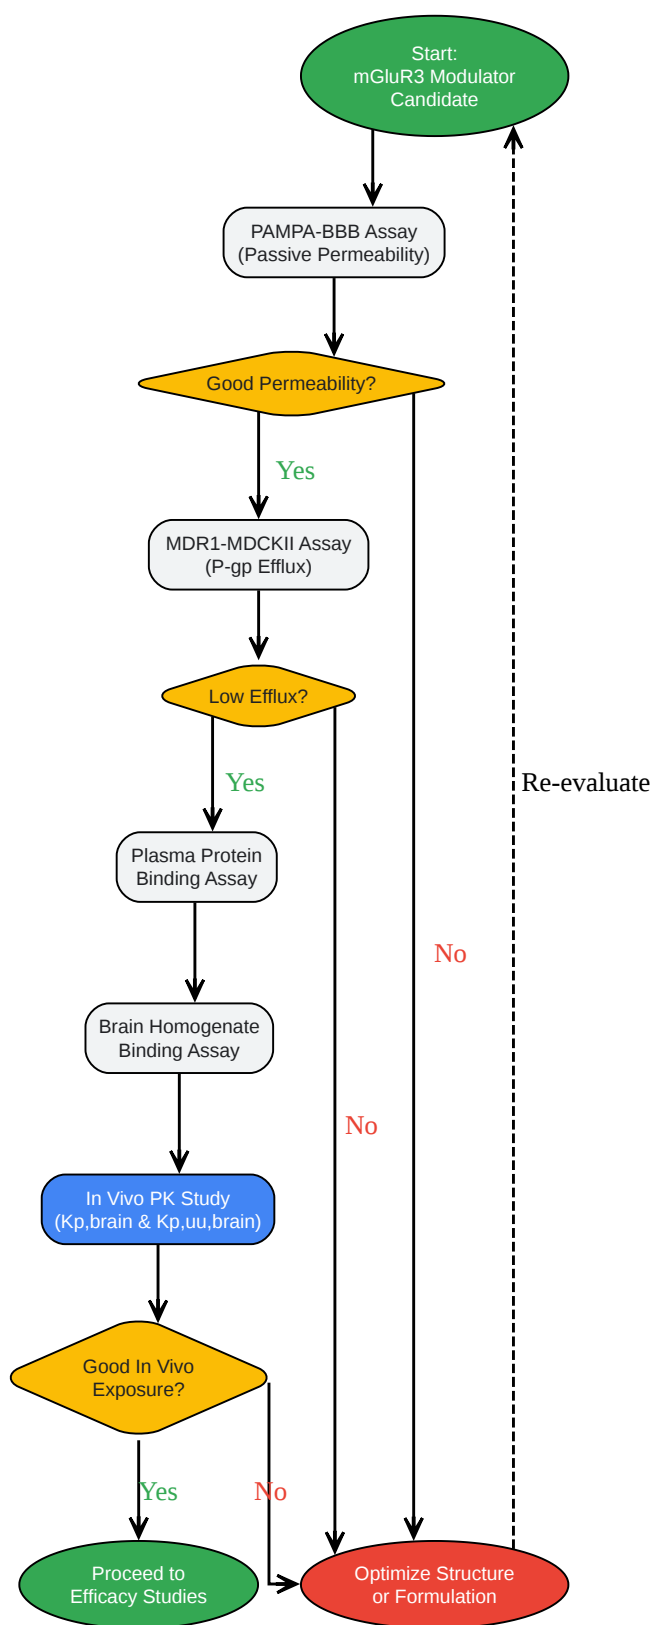 Start:
mGluR3 Modulator
Candidate
PAMPA-BBB Assay
(Passive Permeability)
Good Permeability?
Yes
MDR1-MDCKII Assay
(P-gp Efflux)
Low Efflux?
Yes
Re-evaluate
Plasma Protein
Binding Assay
No
Brain Homogenate
Binding Assay
No
In Vivo PK Study
(Kp,brain & Kp,uu,brain)
Good In Vivo
Exposure?
Yes
No
Proceed to
Efficacy Studies
Optimize Structure
or Formulation